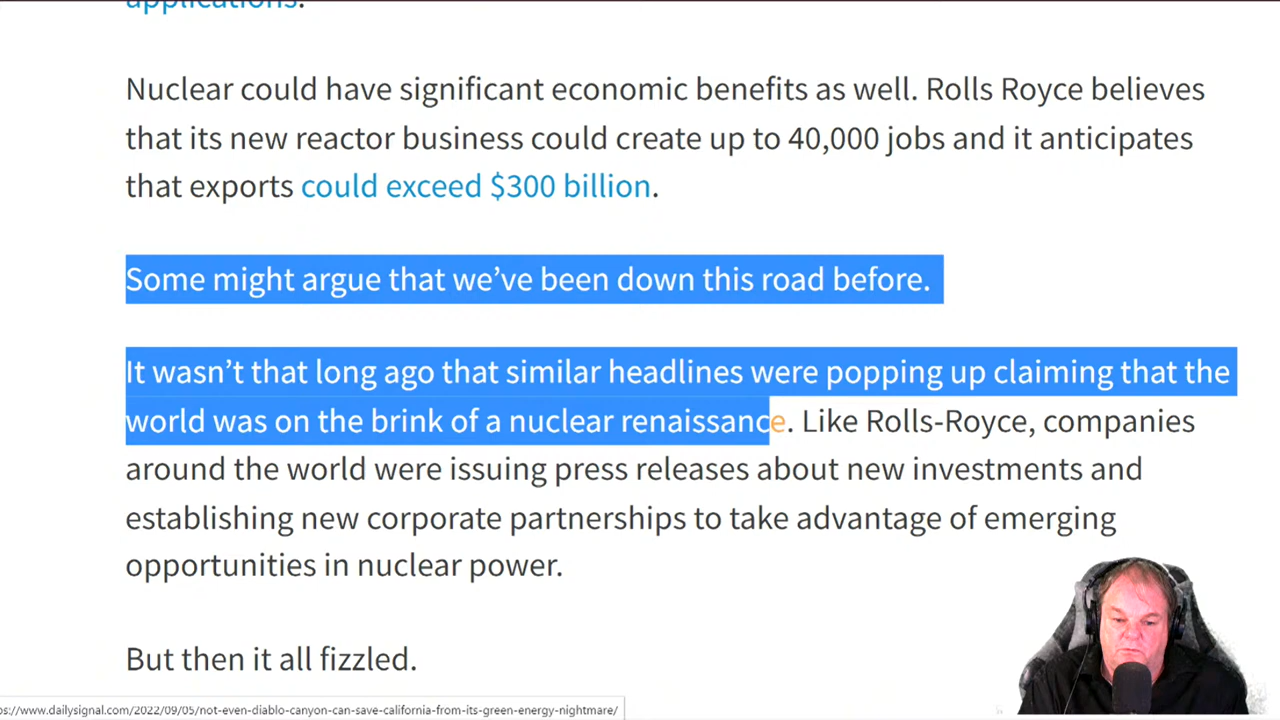 applications.
Nuclear could have significant economic benefits as well. Rolls Royce believes
that its new reactor business could create up to 40,000 jobs and it anticipates
that exports could exceed $300 billion.
Some might argue that we’ve been down this road before.
It wasn’t that long ago that similar headlines were popping up claiming that the
world was on the brink of a nuclear renaissance. Like Rolls-Royce, companies
around the world were issuing press releases about new investments and
establishing new corporate partnerships to take advantage of emerging
opportunities in nuclear power.
But then it all fizzled.
ps://www.dailysignal.com/2022/09/05/not-even-diablo-canyon-can-save-california-from-its-green-energy-nightmare/